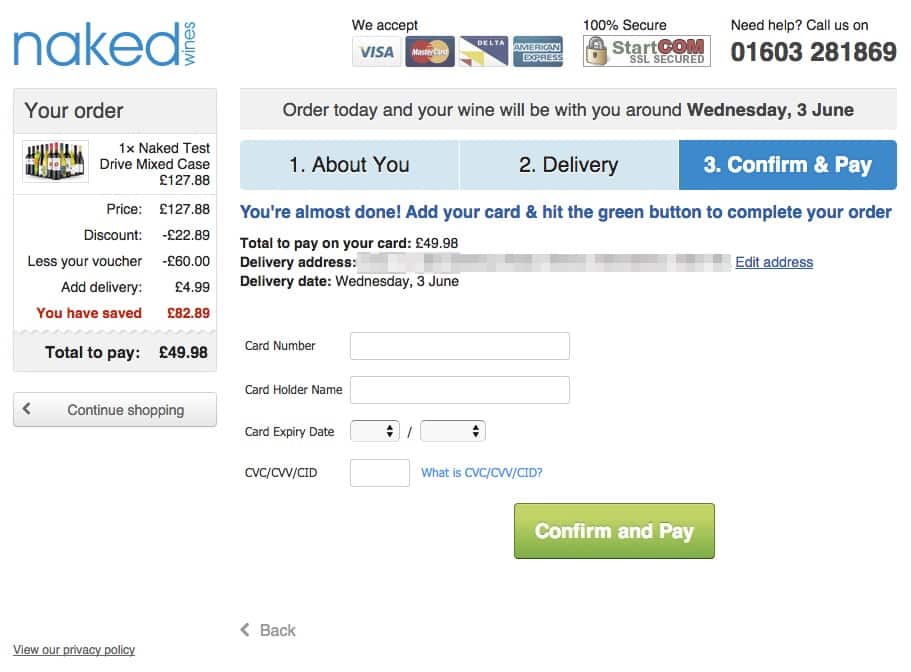 naked wines
We accept
VISA
MasterCard
DELTA
AMERICAN EXPRESS
100% Secure
StartCOM
SSL SECURED
Need help? Call us on
01603 281869
Your order
1x Naked Test
Drive Mixed Case
£127.88
Price: £127.88
Discount: -£22.89
Less your voucher -£60.00
Add delivery: £4.99
You have saved £82.89
Total to pay: £49.98
Continue shopping
Order today and your wine will be with you around Wednesday, 3 June
1. About You
2. Delivery
3. Confirm & Pay
You're almost done! Add your card & hit the green button to complete your order
Total to pay on your card: £49.98
Delivery address: Edit address
Delivery date: Wednesday, 3 June
Card Number
Card Holder Name
Card Expiry Date /
CVC/CVV/CID What is CVC/CVV/CID?
Confirm and Pay
Back
View our privacy policy